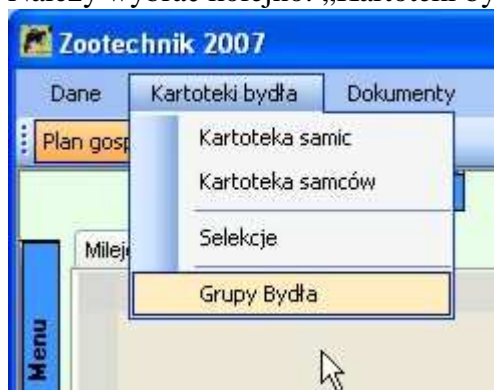 Należy wybrać kolejno: „Kartoteki by
Zootechnik 2007
Dane Kartoteki bydła Dokumenty
Plan gosp
Kartoteka samic
Kartoteka samców
Selekcje
Milej
Grupy Bydła
Menu